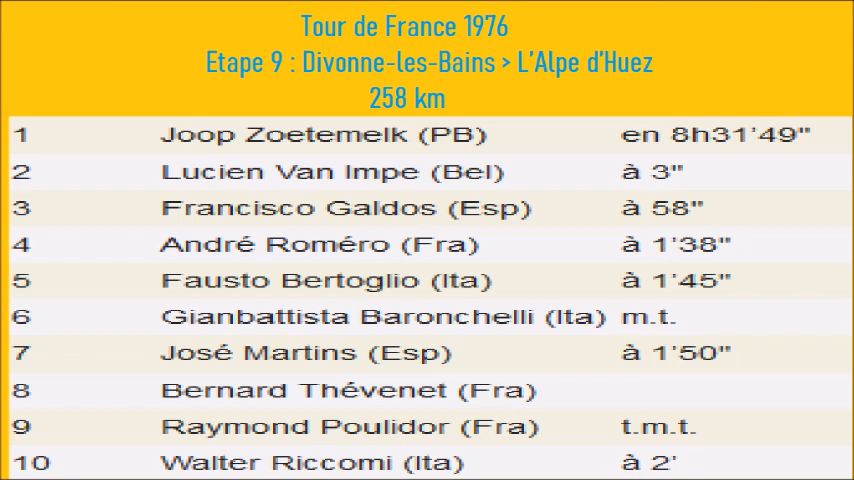 Tour de France 1976
Etape 9 : Divonne-les-Bains > L'Alpe d'Huez
258 km
1 Joop Zoetemelk (PB) en 8h31'49"
2 Lucien Van Impe (Bel) à 3"
3 Francisco Galdos (Esp) à 58"
4 André Roméro (Fra) à 1'38"
5 Fausto Bertoglio (Ita) à 1'45"
6 Gianbattista Baronchelli (Ita) m.t.
7 José Martins (Esp) à 1'50"
8 Bernard Thévenet (Fra)
9 Raymond Poulidor (Fra) t.m.t.
10 Walter Riccomi (Ita) à 2'